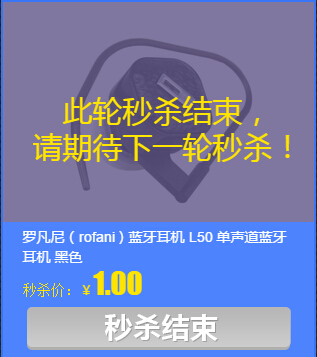 此轮秒杀结束，
请期待下一轮秒杀！
罗凡尼（rofani）蓝牙耳机 L50 单声道蓝牙
耳机 黑色
秒杀价：￥1.00
秒杀结束